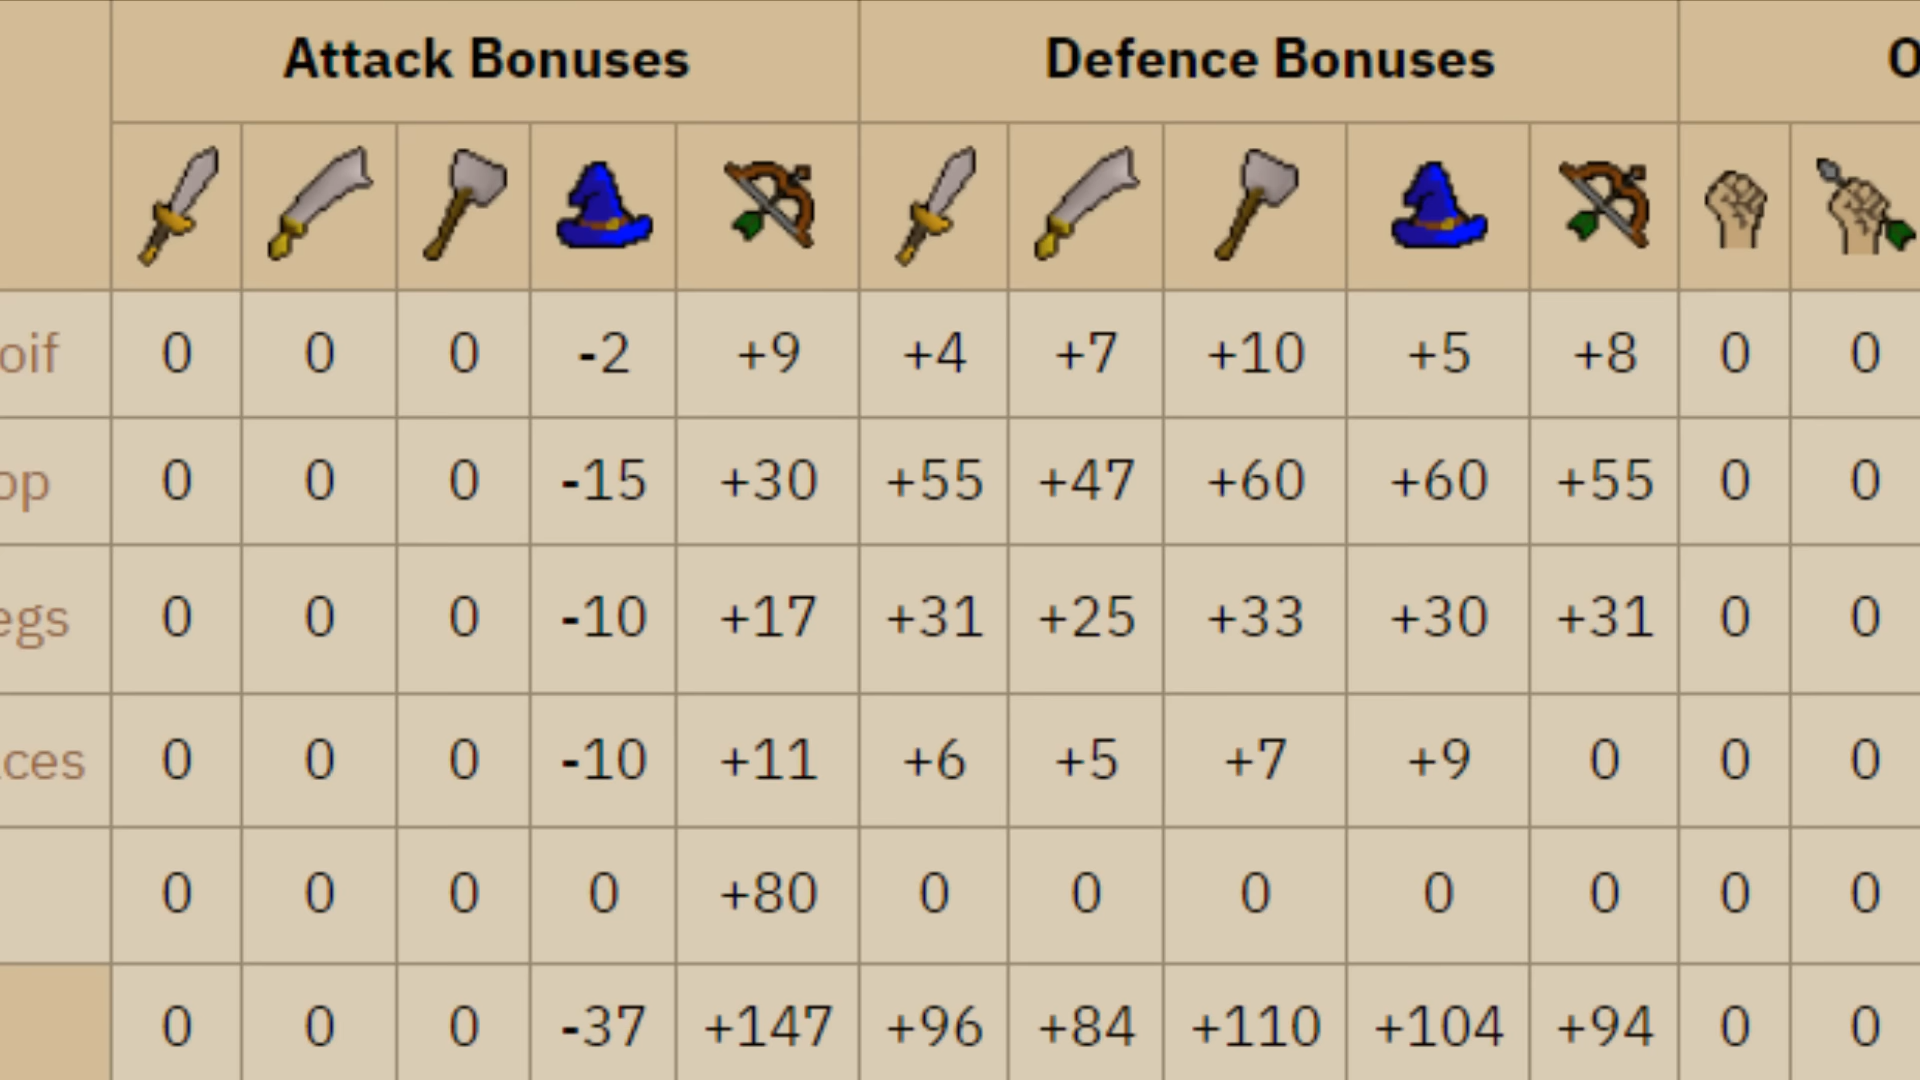 Attack Bonuses Defence Bonuses O
oif 0 0 0 -2 +9 +4 +7 +10 +5 +8 0 0
op 0 0 0 -15 +30 +55 +47 +60 +60 +55 0 0
egs 0 0 0 -10 +17 +31 +25 +33 +30 +31 0 0
ces 0 0 0 -10 +11 +6 +5 +7 +9 0 0 0
0 0 0 0 +80 0 0 0 0 0 0 0
0 0 0 -37 +147 +96 +84 +110 +104 +94 0 0